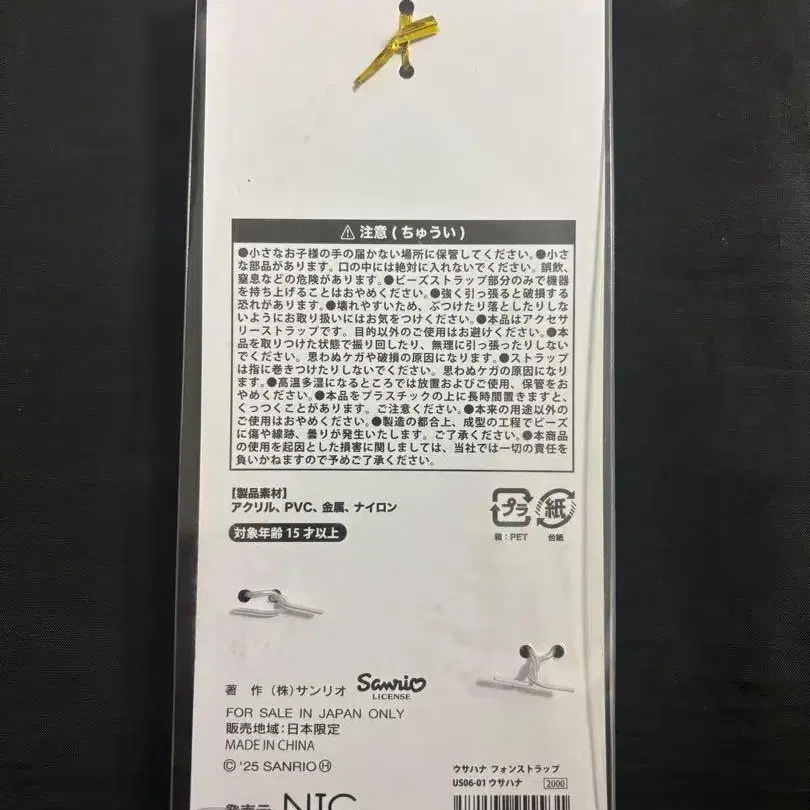 ⚠ 注意 ( ちゅうい )
●小さなお子様の手の届かない場所に保管してください。●小さ
な部品があります。口の中には絶対に入れないでください。誤飲、
窒息などの危険があります。●ビーズストラップ部分のみで機器
を持ち上げることはおやめください。●強く引っ張ると破損する
恐れがあります。●壊れやすいため、ぶつけたり落としたりしな
いようにお取り扱いにはお気をつけください。●本品はアクセサ
リーストラップです。目的以外のご使用はお避けください。●本
品を取りつけた状態で振り回したり、無理に引っ張ったりしない
でください。思わぬケガや破損の原因になります。●ストラップ
は指に巻きつけたりしないでください。思わぬケガの原因になり
ます。●高温多湿になるところでは放置およびご使用、保管をお
やめください。●本品をプラスチックの上に長時間置きますと、
くっつくことがあります。ご注意ください。●本来の用途以外の
ご使用はおやめください。●製造の都合上、成型の工程でビーズ
に傷や線跡、曇りが発生いたします。ご了承ください。●本商品
の使用を起因とした損害に関しましては、当社では一切の責任を
負いかねますので予めご了承ください。
【製品素材】
アクリル、PVC、金属、ナイロン
対象年齢 15 才以上
プラ 紙
箱:PET 台紙
著 作 (株) サンリオ Sanrio LICENSE
FOR SALE IN JAPAN ONLY
販売地域:日本限定
MADE IN CHINA
© '25 SANRIO Ⓗ
ウサハナ フォンストラップ
US06-01 ウサハナ 2000
発売元